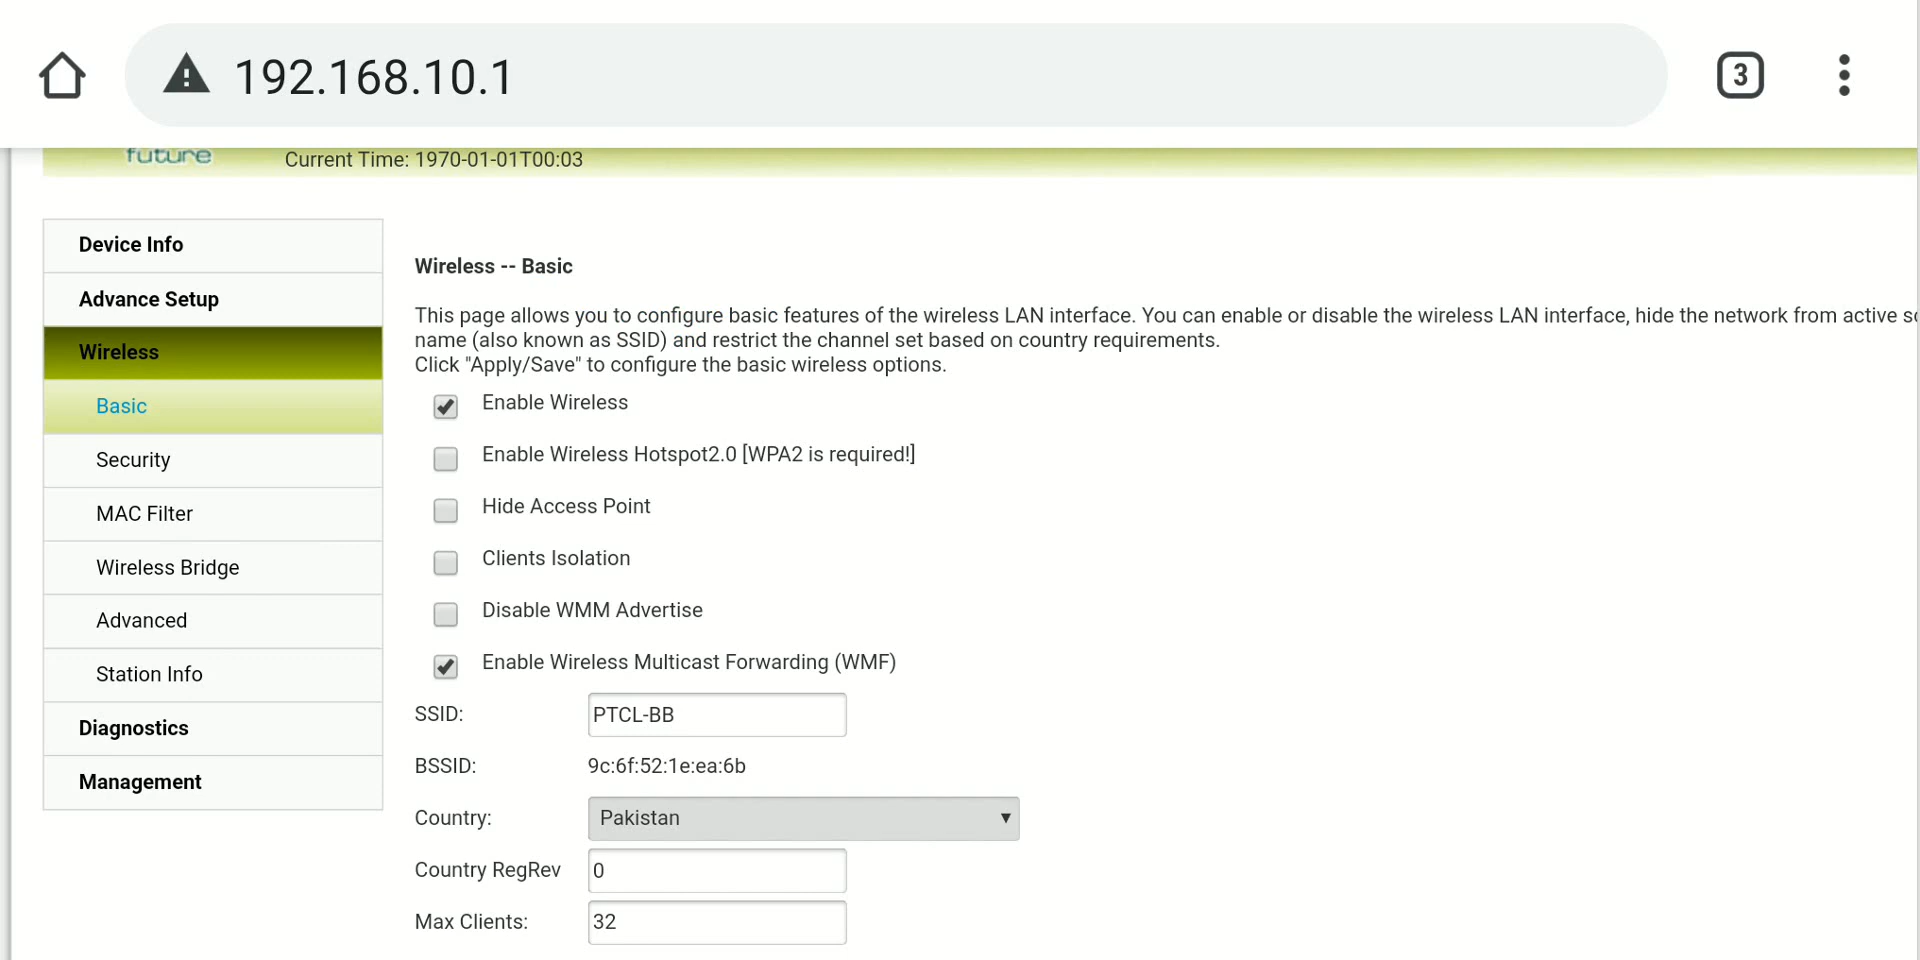 192.168.10.1
3
future
Current Time: 1970-01-01T00:03
Device Info
Advance Setup
Wireless
Basic
Security
MAC Filter
Wireless Bridge
Advanced
Station Info
Diagnostics
Management
Wireless -- Basic
This page allows you to configure basic features of the wireless LAN interface. You can enable or disable the wireless LAN interface, hide the network from active
name (also known as SSID) and restrict the channel set based on country requirements.
Click "Apply/Save" to configure the basic wireless options.
Enable Wireless
Enable Wireless Hotspot2.0 [WPA2 is required!]
Hide Access Point
Clients Isolation
Disable WMM Advertise
Enable Wireless Multicast Forwarding (WMF)
SSID: PTCL-BB
BSSID: 9c:6f:52:1e:ea:6b
Country: Pakistan
Country RegRev 0
Max Clients: 32